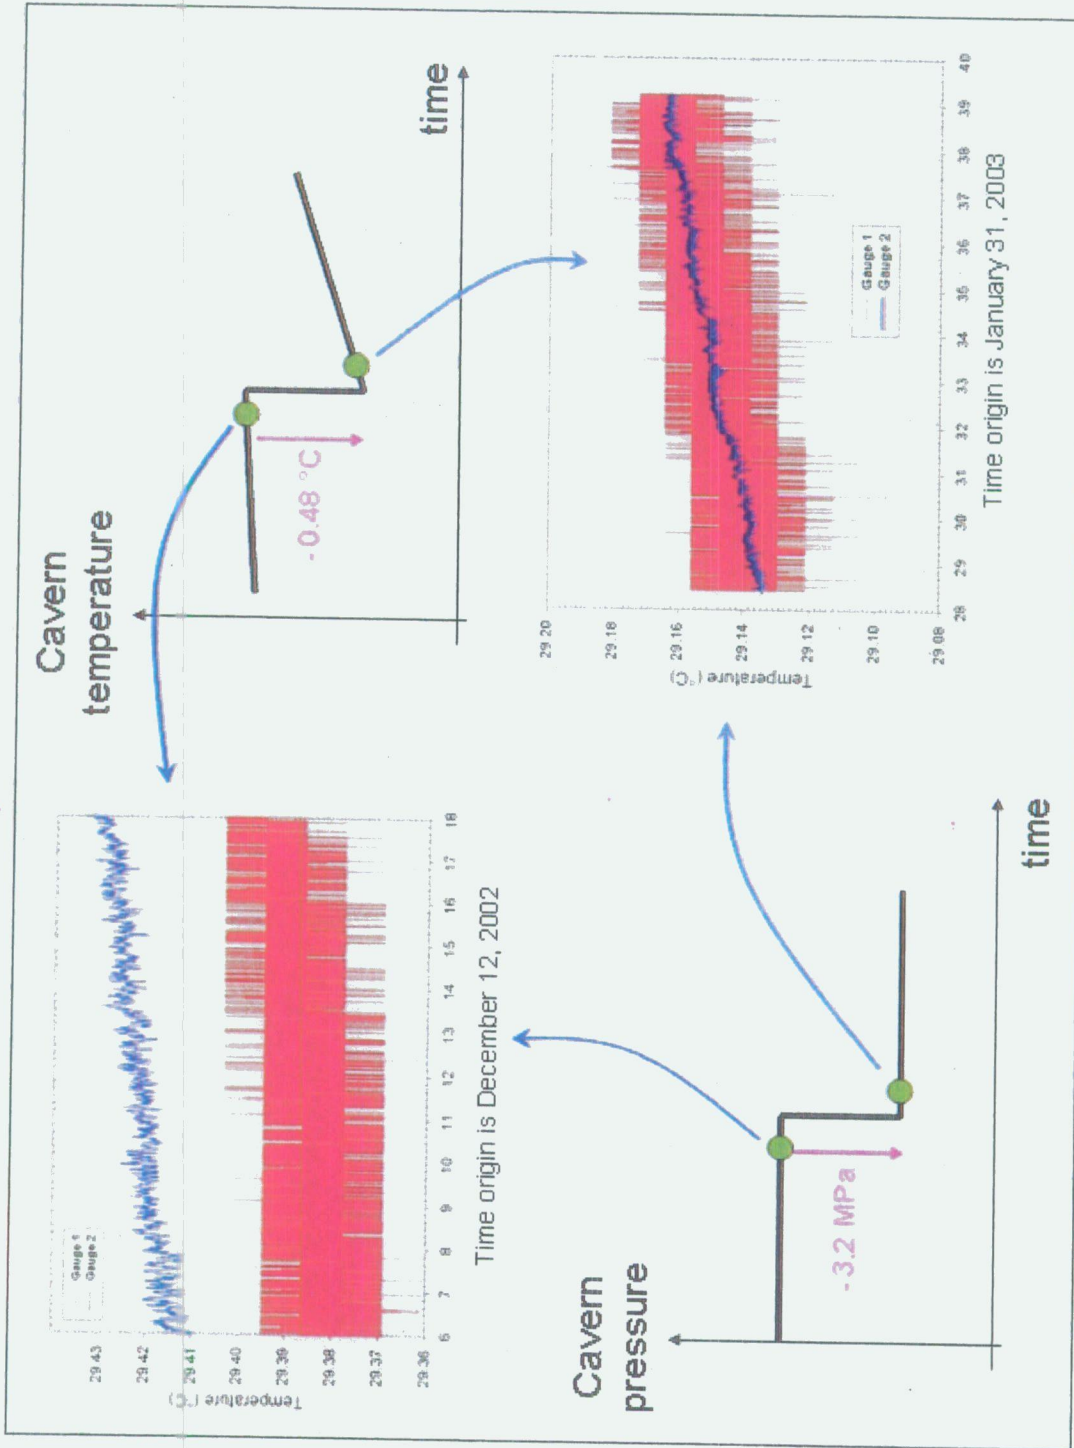 Cavern
temperature
-0.48 °C
time
Temperature (°C)
29.43
29.42
29.41
29.40
29.39
29.38
29.37
29.36
Gauge 1
Gauge 2
6 7 8 9 10 11 12 13 14 15 16 17 18
Time origin is December 12, 2002
Cavern
pressure
-3.2 MPa
time
Temperature (°C)
29.20
29.18
29.16
29.14
29.12
29.10
29.08
Gauge 1
Gauge 2
28 29 30 31 32 33 34 35 36 37 38 39 40
Time origin is January 31, 2003